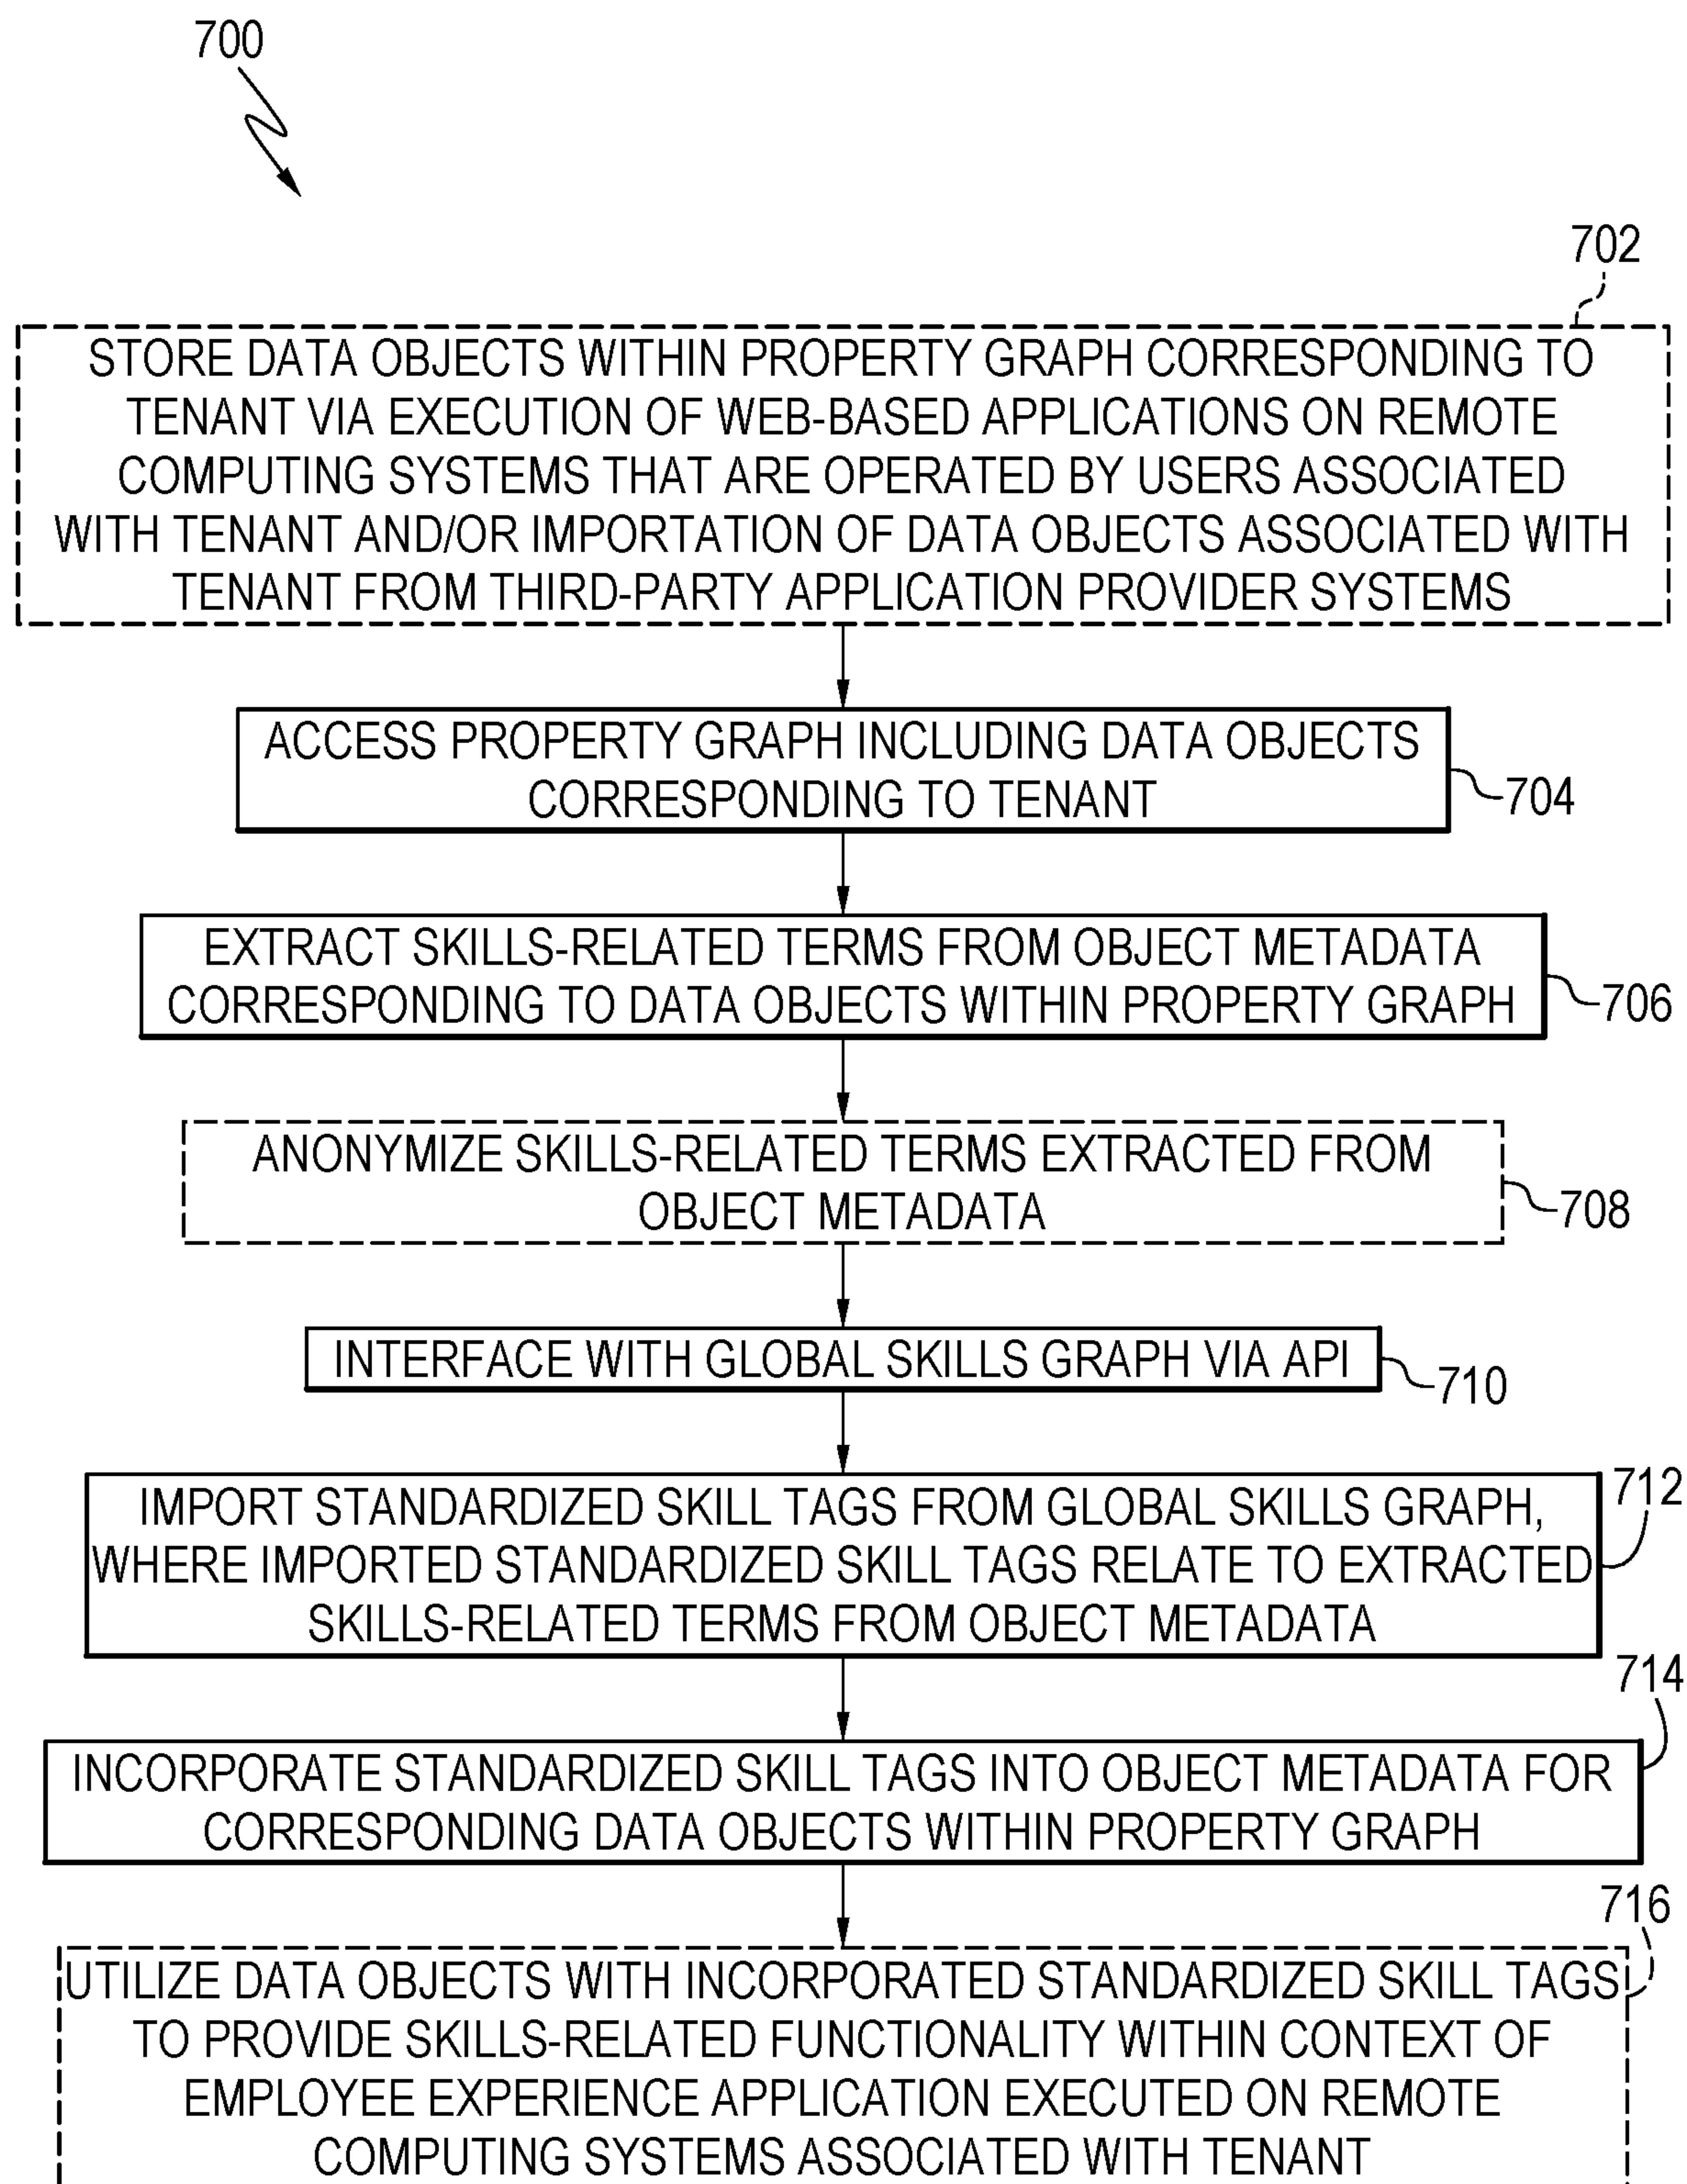 700
702
STORE DATA OBJECTS WITHIN PROPERTY GRAPH CORRESPONDING TO
TENANT VIA EXECUTION OF WEB-BASED APPLICATIONS ON REMOTE
COMPUTING SYSTEMS THAT ARE OPERATED BY USERS ASSOCIATED
WITH TENANT AND/OR IMPORTATION OF DATA OBJECTS ASSOCIATED WITH
TENANT FROM THIRD-PARTY APPLICATION PROVIDER SYSTEMS
ACCESS PROPERTY GRAPH INCLUDING DATA OBJECTS
CORRESPONDING TO TENANT
704
EXTRACT SKILLS-RELATED TERMS FROM OBJECT METADATA
CORRESPONDING TO DATA OBJECTS WITHIN PROPERTY GRAPH
706
ANONYMIZE SKILLS-RELATED TERMS EXTRACTED FROM
OBJECT METADATA
708
INTERFACE WITH GLOBAL SKILLS GRAPH VIA API
710
712
IMPORT STANDARDIZED SKILL TAGS FROM GLOBAL SKILLS GRAPH,
WHERE IMPORTED STANDARDIZED SKILL TAGS RELATE TO EXTRACTED
SKILLS-RELATED TERMS FROM OBJECT METADATA
714
INCORPORATE STANDARDIZED SKILL TAGS INTO OBJECT METADATA FOR
CORRESPONDING DATA OBJECTS WITHIN PROPERTY GRAPH
716
UTILIZE DATA OBJECTS WITH INCORPORATED STANDARDIZED SKILL TAGS
TO PROVIDE SKILLS-RELATED FUNCTIONALITY WITHIN CONTEXT OF
EMPLOYEE EXPERIENCE APPLICATION EXECUTED ON REMOTE
COMPUTING SYSTEMS ASSOCIATED WITH TENANT